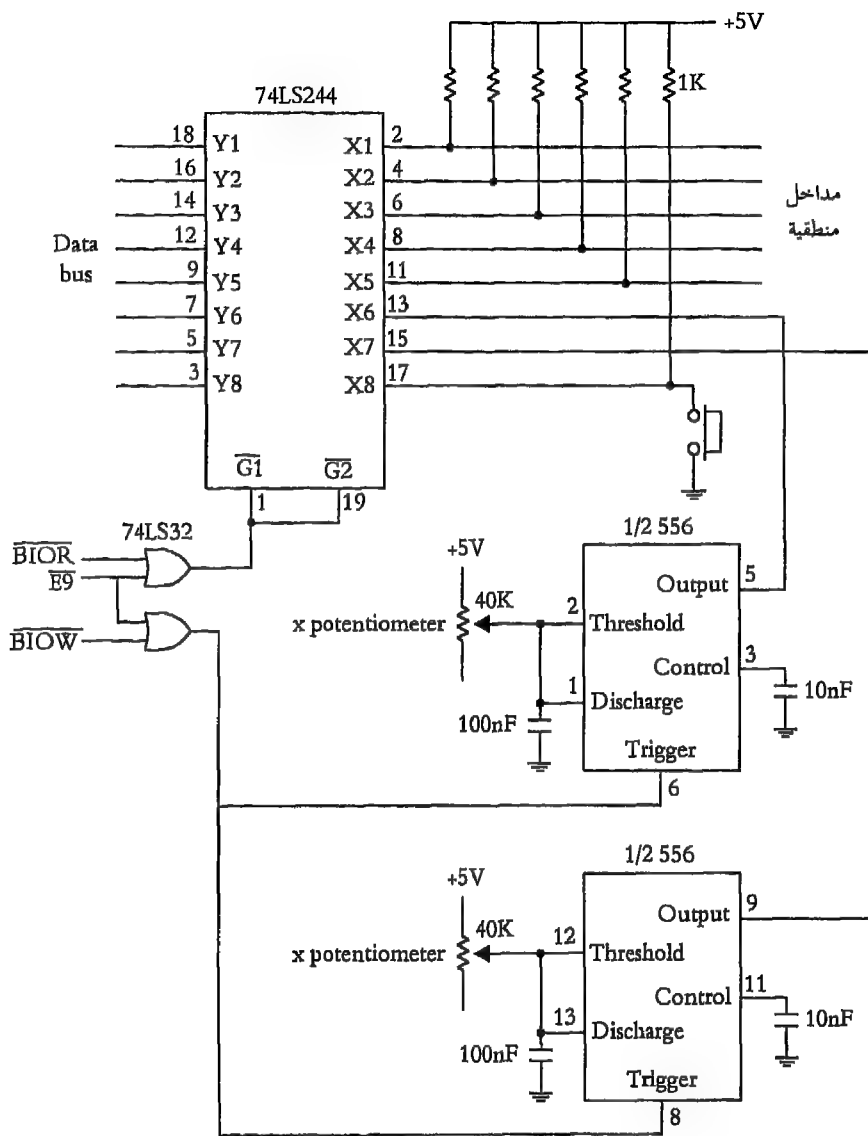 +5V
74LS244
1K
18 Y1 X1 2
16 Y2 X2 4
14 Y3 X3 6
12 Y4 X4 8
9 Y5 X5 11
7 Y6 X6 13
5 Y7 X7 15
3 Y8 X8 17
Data
bus
مداخل
منطقية
G1 G2
1 19
74LS32
BIOR
E9
BIOW
1/2 556
+5V
40K
x potentiometer
Output 5
2 Threshold
Control 3
10nF
1 Discharge
100nF
Trigger
6
1/2 556
+5V
40K
x potentiometer
Output 9
12 Threshold
Control 11
10nF
13 Discharge
100nF
Trigger
8